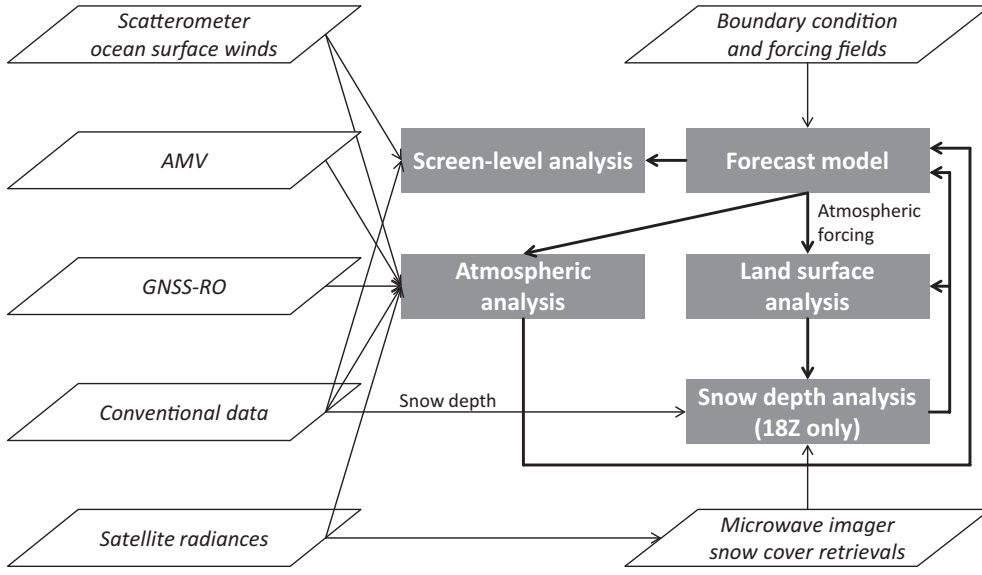 Scatterometer
ocean surface winds
Boundary condition
and forcing fields
AMV
Screen-level analysis
Forecast model
Atmospheric
forcing
GNSS-RO
Atmospheric
analysis
Land surface
analysis
Conventional data
Snow depth
Snow depth analysis
(18Z only)
Satellite radiances
Microwave imager
snow cover retrievals